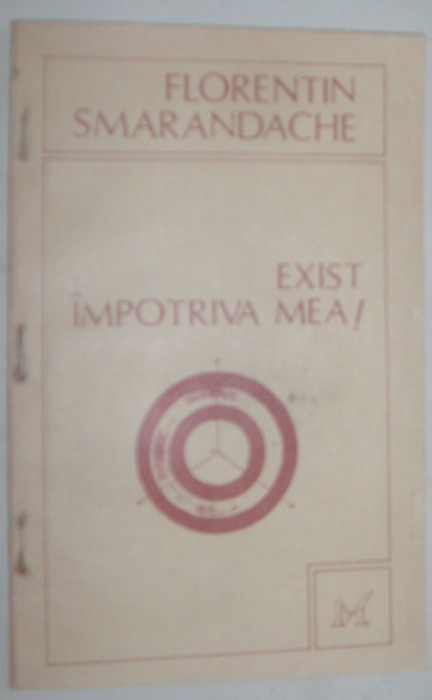 FLORENTIN
SMARANDACHE
EXIST
ÎMPOTRIVA MEA!
M